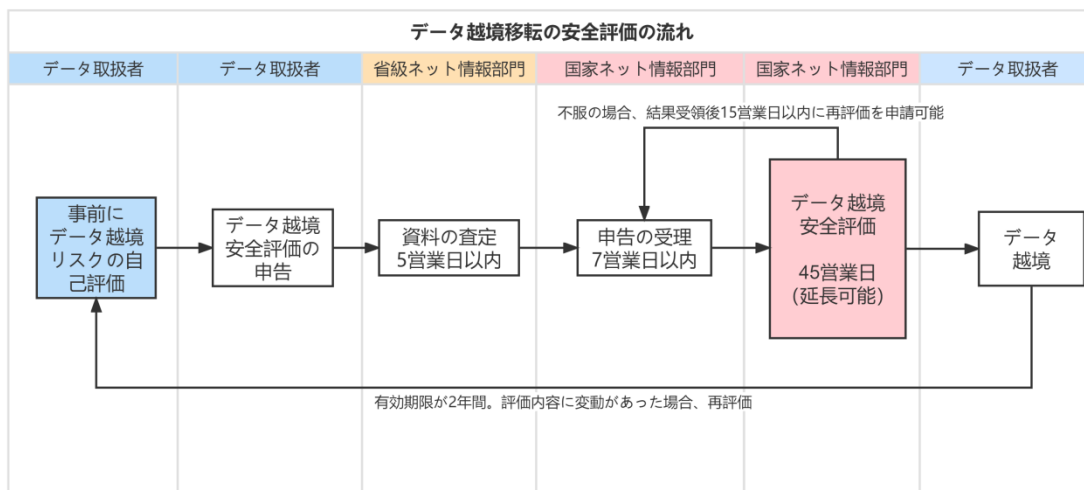 データ越境移転の安全評価の流れ
データ取扱者
データ取扱者
省級ネット情報部門
国家ネット情報部門
国家ネット情報部門
データ取扱者
不服の場合、結果受領後15営業日以内に再評価を申請可能
事前に
データ越境
リスクの自
己評価
データ越境
安全評価の
申告
資料の査定
5営業日以内
申告の受理
7営業日以内
データ越境
安全評価
45営業日
(延長可能)
データ
越境
有効期限が2年間。評価内容に変動があった場合、再評価